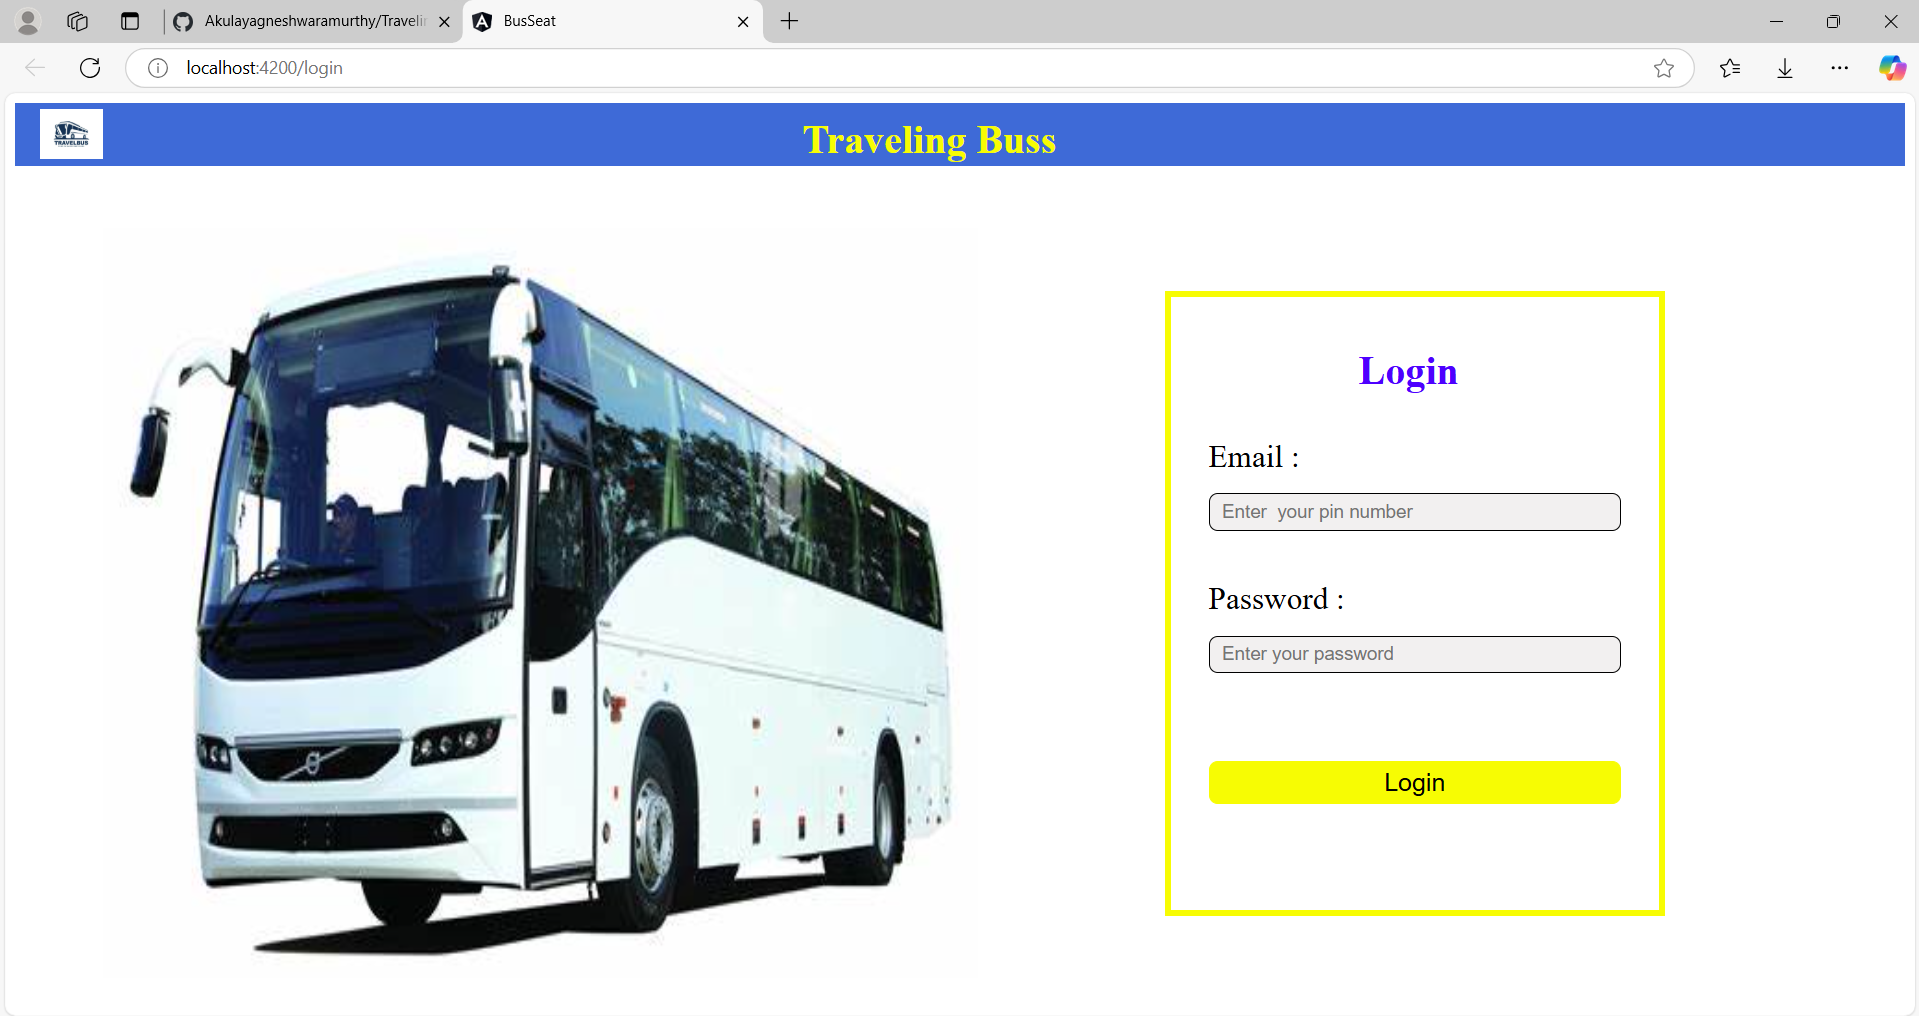 Akulayagneshwaramurthy/Travelin
BusSeat
localhost:4200/login
TRAVELBUS
Traveling Buss
Login
Email :
Enter  your pin number
Password :
Enter your password
Login